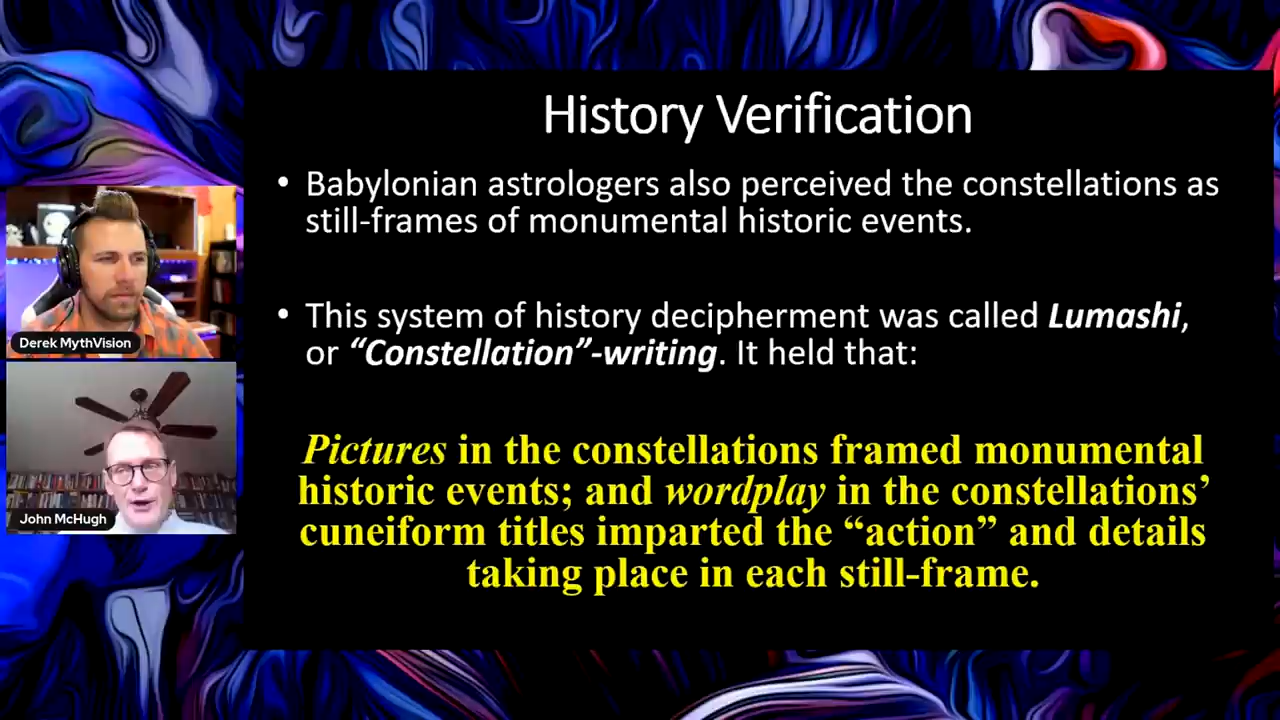 History Verification
• Babylonian astrologers also perceived the constellations as
still-frames of monumental historic events.
• This system of history decipherment was called Lumashi,
or “Constellation”-writing. It held that:
Pictures in the constellations framed monumental
historic events; and wordplay in the constellations’
cuneiform titles imparted the “action” and details
taking place in each still-frame.
Derek MythVision
John McHugh